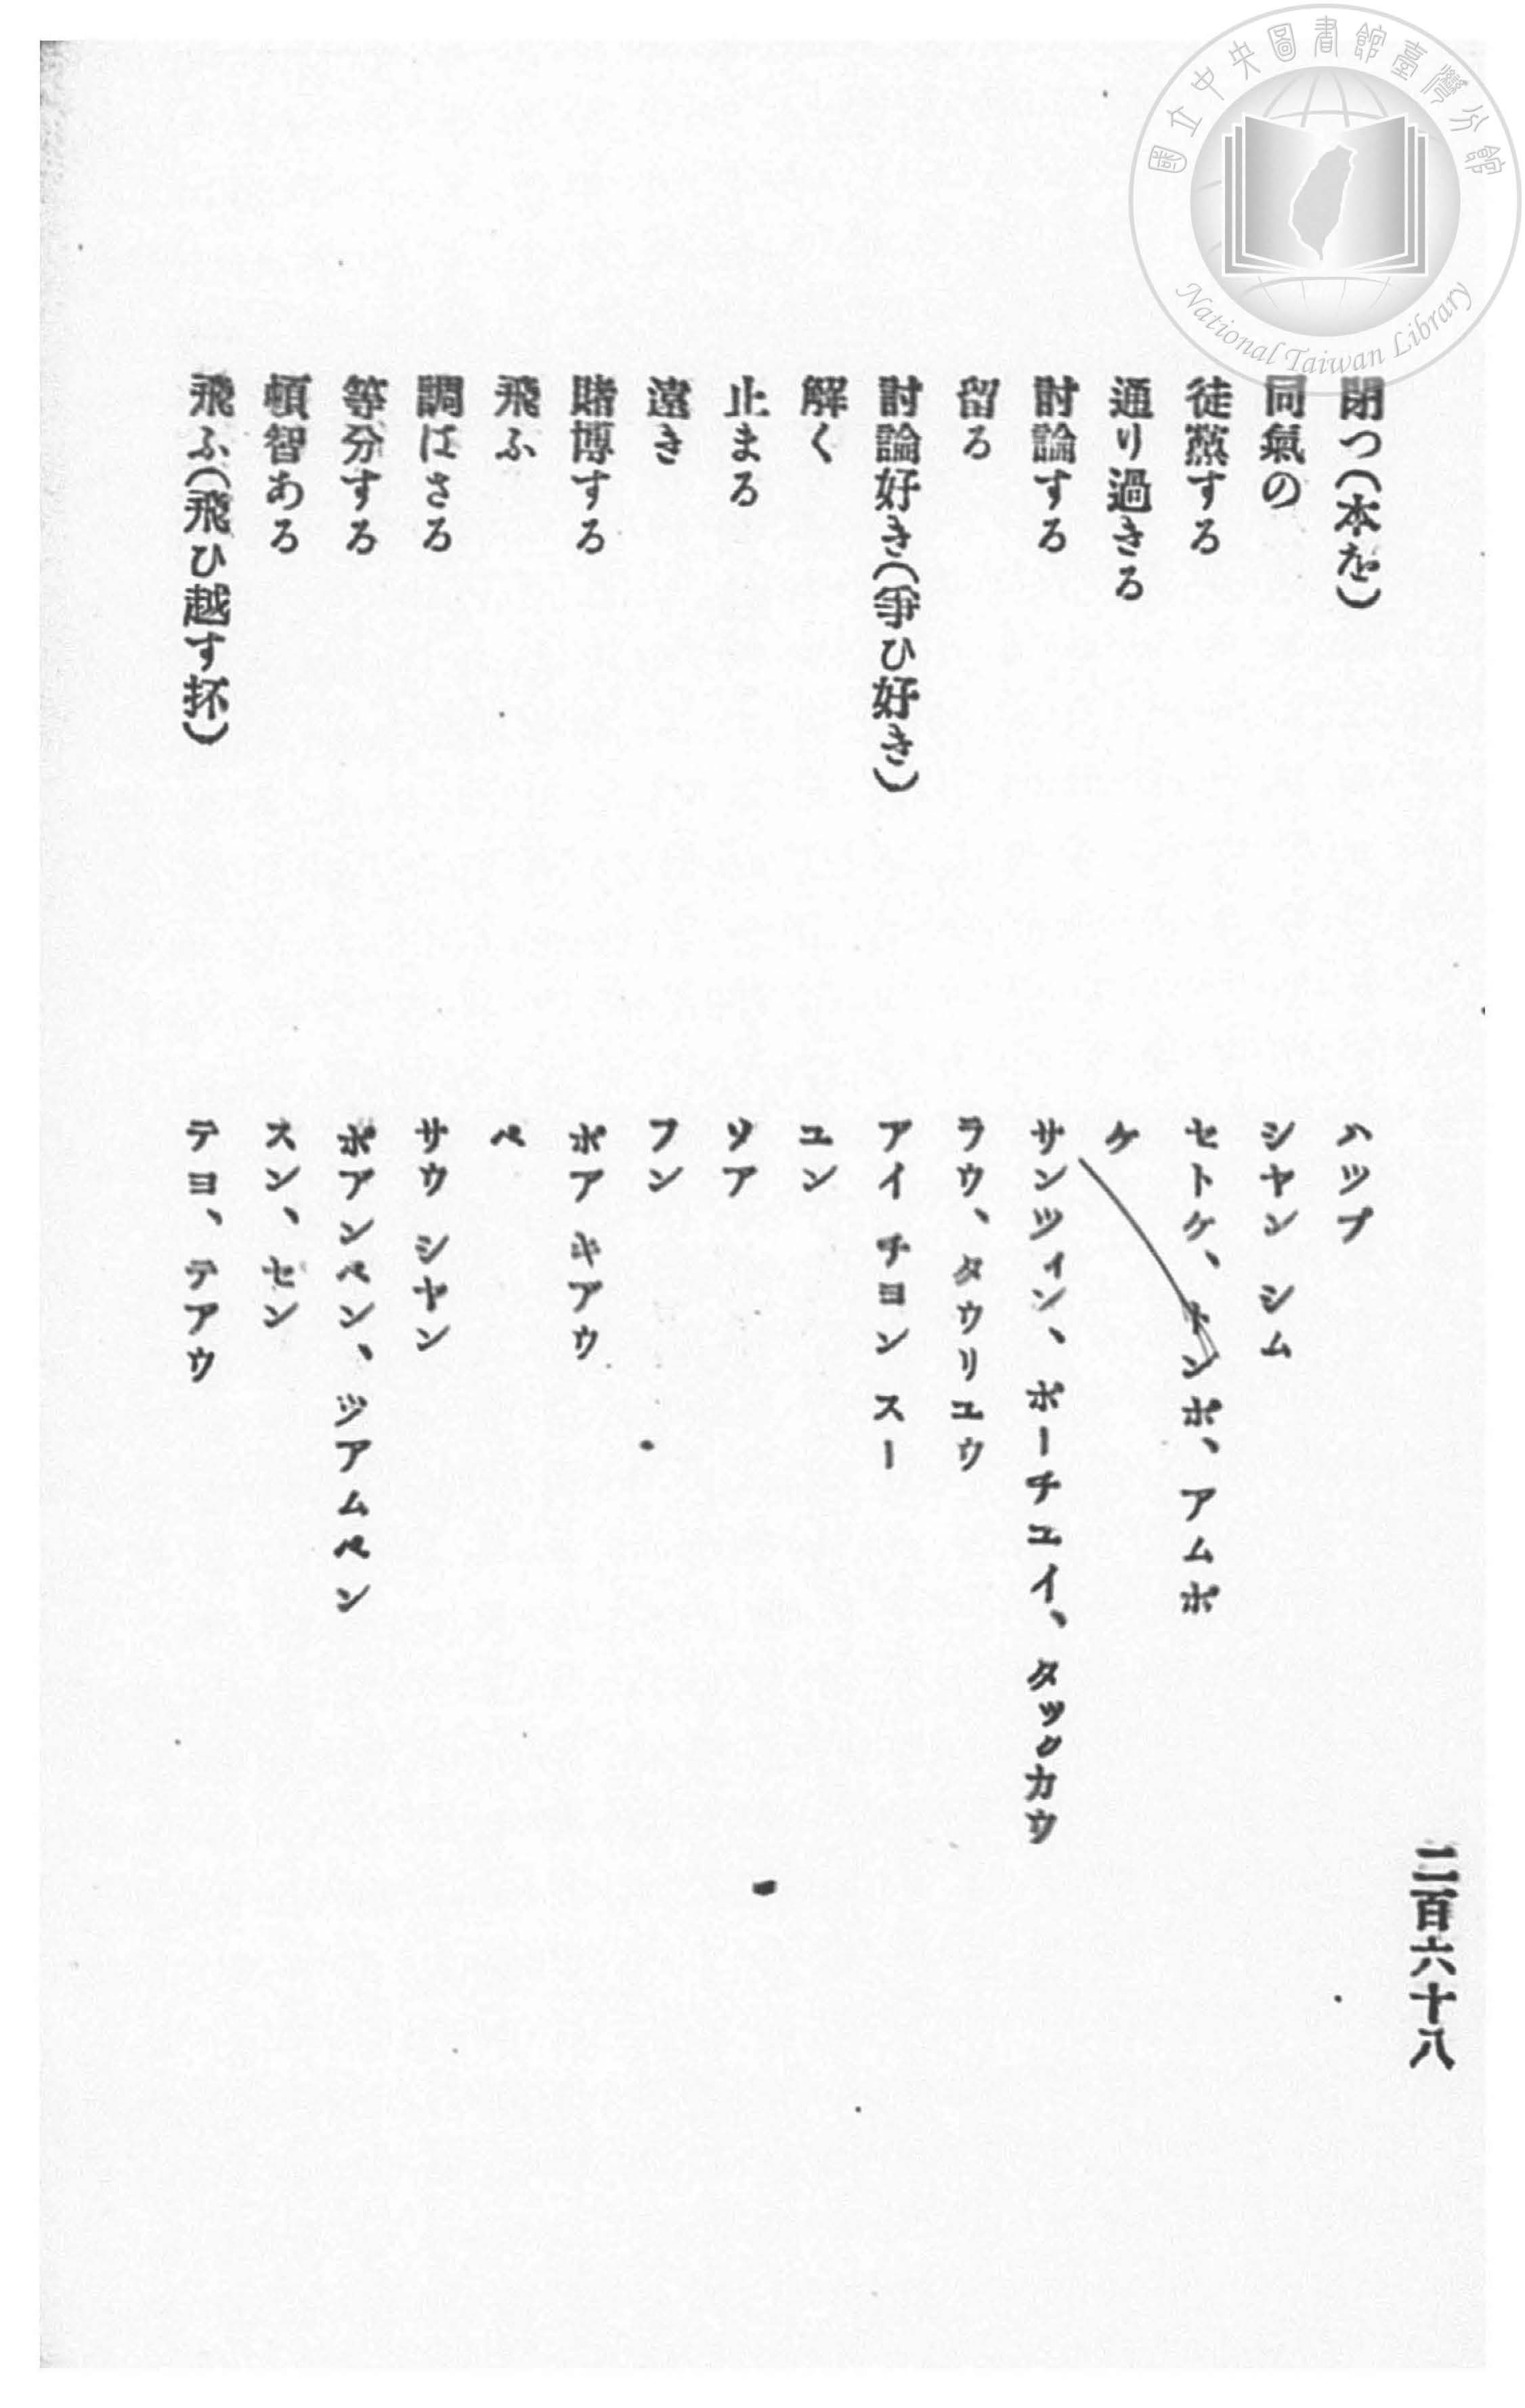 國立中央圖書館臺灣分館
National Taiwan Library
二百六十八
閉つ(本を) ハップ
同氣の シヤン シム
徒黨する セトケ、トンポ、アムポ
通り過きる ケ
討論する サンツィン、ポーチエイ、タックカウ
留る ラウ、タウリユウ
討論好き(爭ひ好き) アイ チヨン スー
解く ユン
止まる ソア
遠き フン
賭博する ポア キアウ
飛ふ ペ
調はさる サウ シヤン
等分する ポアンペン、ツアムペン
頓智ある スン、セン
飛ふ(飛ひ越す抔) テヨ、テアウ